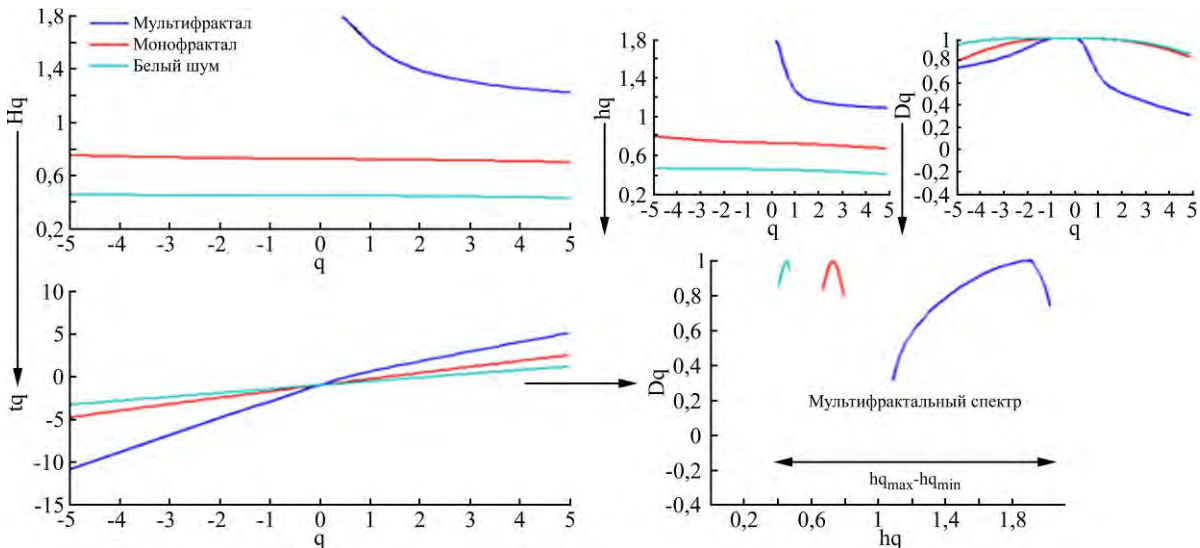 Мультифрактал
Монофрактал
Белый шум
1,8
1,4
1
0,6
0,2
Hq
-5 -4 -3 -2 -1 0 1 2 3 4 5
q
1,8
1,4
1
0,6
0,2
hq
-5 -4 -3 -2 -1 0 1 2 3 4 5
q
1
0,8
0,6
0,4
0,2
0
-0,2
-0,4
Dq
-5 -4 -3 -2 -1 0 1 2 3 4 5
q
10
5
0
-5
-10
-15
tq
-5 -4 -3 -2 -1 0 1 2 3 4 5
q
1
0,8
0,6
0,4
0,2
0
-0,2
-0,4
Dq
Мультифрактальный спектр
hqmax-hqmin
0,2 0,6 1 1,4 1,8
hq